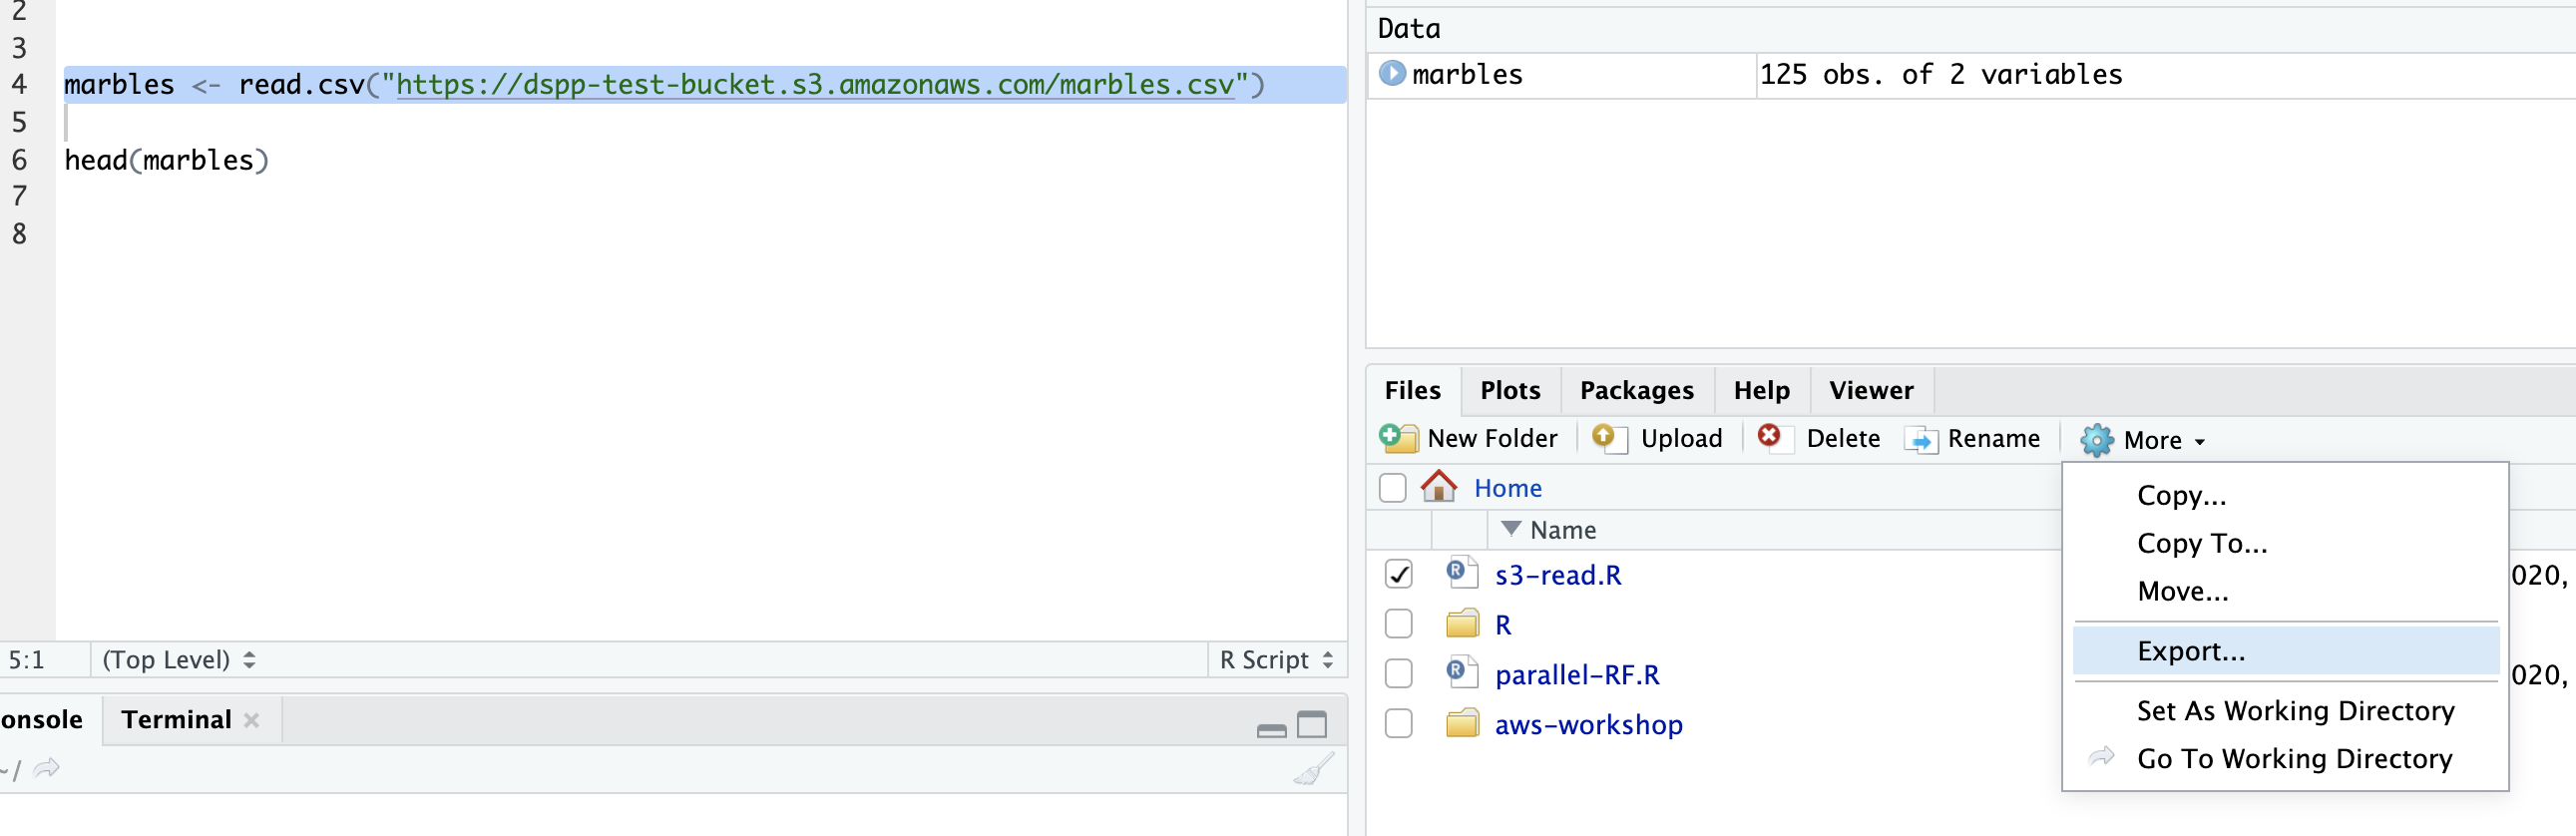 2
3
4 marbles <- read.csv("https://dspp-test-bucket.s3.amazonaws.com/marbles.csv")
5
6 head(marbles)
7
8
5:1 (Top Level) R Script
onsole Terminal
~/
Data
marbles 125 obs. of 2 variables
Files Plots Packages Help Viewer
New Folder Upload Delete Rename More
Home
Name
s3-read.R 020,
R
parallel-RF.R 020,
aws-workshop
Copy...
Copy To...
Move...
Export...
Set As Working Directory
Go To Working Directory